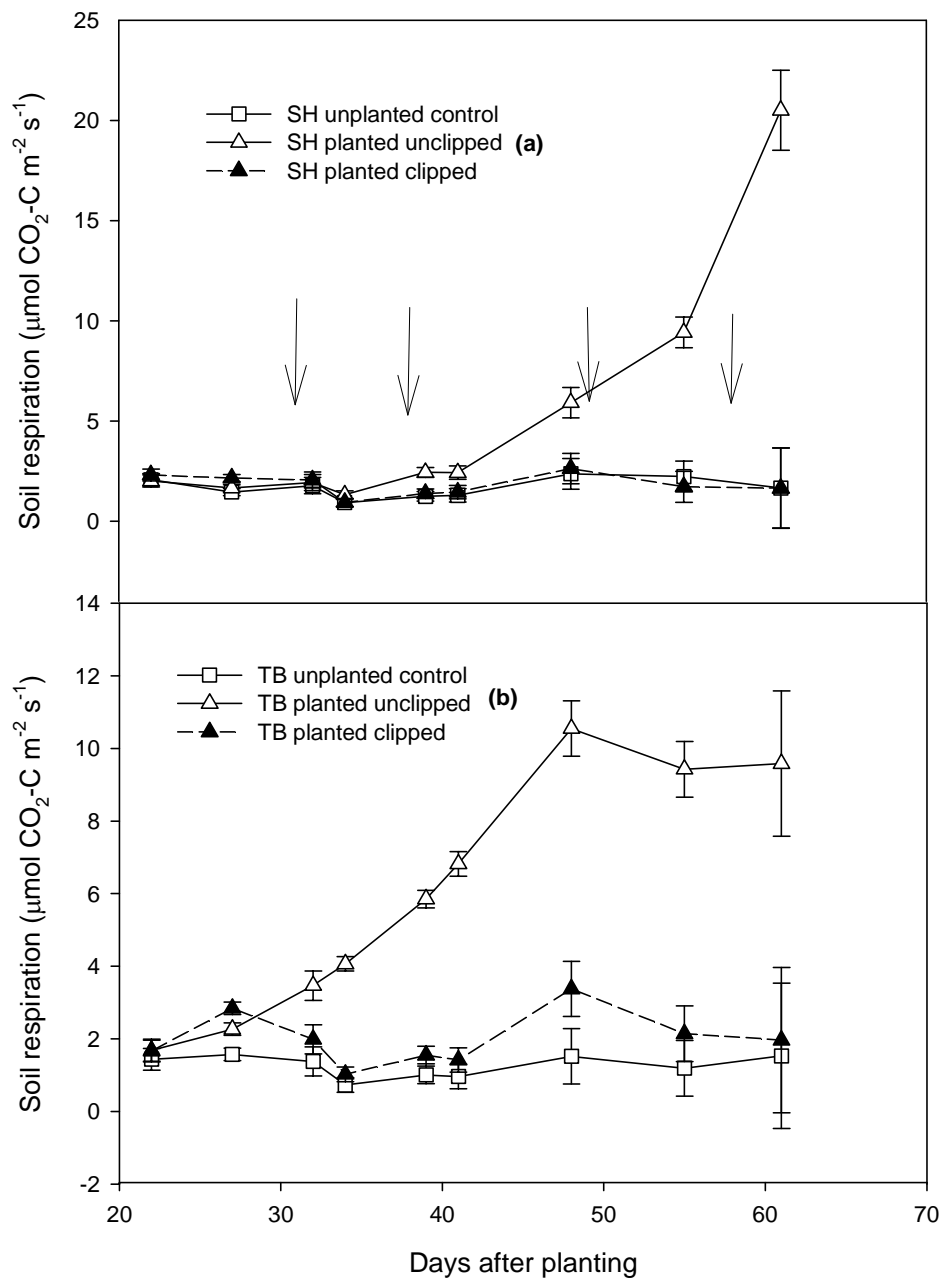 25
20
15
10
5
0
Soil respiration (μmol CO₂-C m⁻² s⁻¹)
SH unplanted control
SH planted unclipped (a)
SH planted clipped
14
12
10
8
6
4
2
0
-2
Soil respiration (μmol CO₂-C m⁻² s⁻¹)
TB unplanted control
TB planted unclipped (b)
TB planted clipped
20 30 40 50 60 70
Days after planting